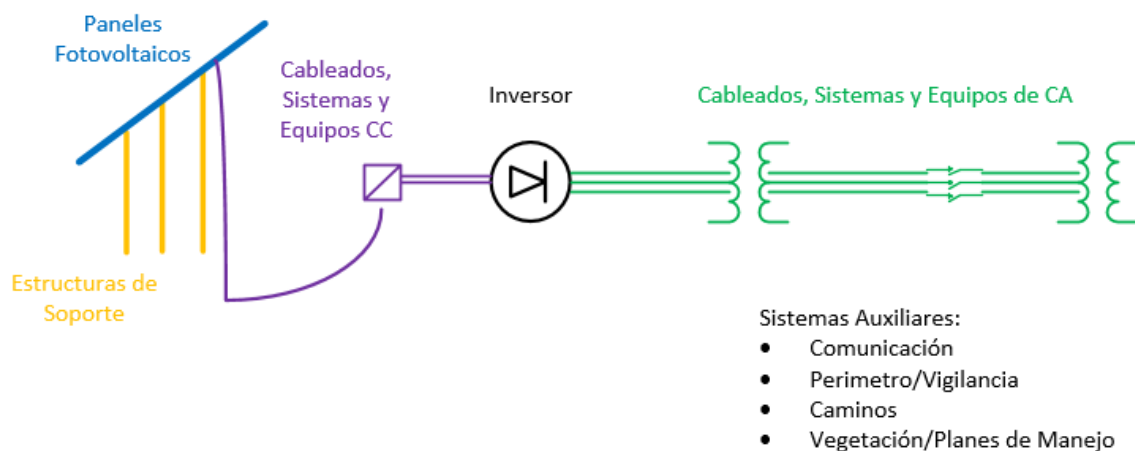 Paneles
Fotovoltaicos
Cableados,
Sistemas y
Equipos CC
Inversor
Cableados, Sistemas y Equipos de CA
Estructuras de
Soporte
Sistemas Auxiliares:
• Comunicación
• Perimetro/Vigilancia
• Caminos
• Vegetación/Planes de Manejo